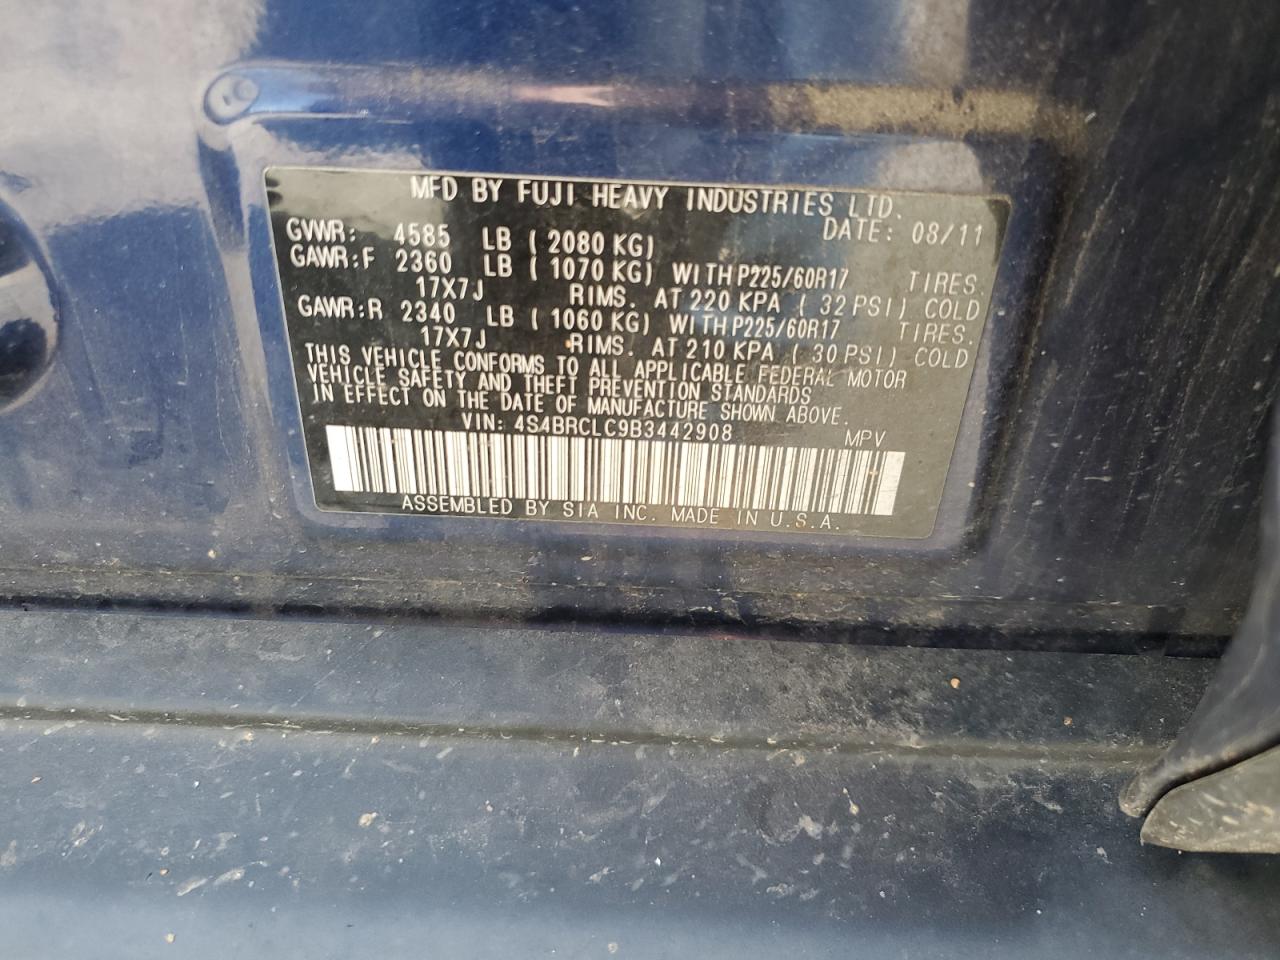 MFD BY FUJI HEAVY INDUSTRIES LTD.
DATE: 08/11
GVWR: 4585 LB (2080 KG)
GAWR:F 2360 LB (1070 KG) WITH P225/60R17 TIRES.
17X7J RIMS. AT 220 KPA (32 PSI) COLD
GAWR:R 2340 LB (1060 KG) WITH P225/60R17 TIRES.
17X7J RIMS. AT 210 KPA (30 PSI) COLD
THIS VEHICLE CONFORMS TO ALL APPLICABLE FEDERAL MOTOR
VEHICLE SAFETY AND THEFT PREVENTION STANDARDS
IN EFFECT ON THE DATE OF MANUFACTURE SHOWN ABOVE.
VIN: 4S4BRCLC9B3442908 MPV
ASSEMBLED BY SIA INC. MADE IN U.S.A.